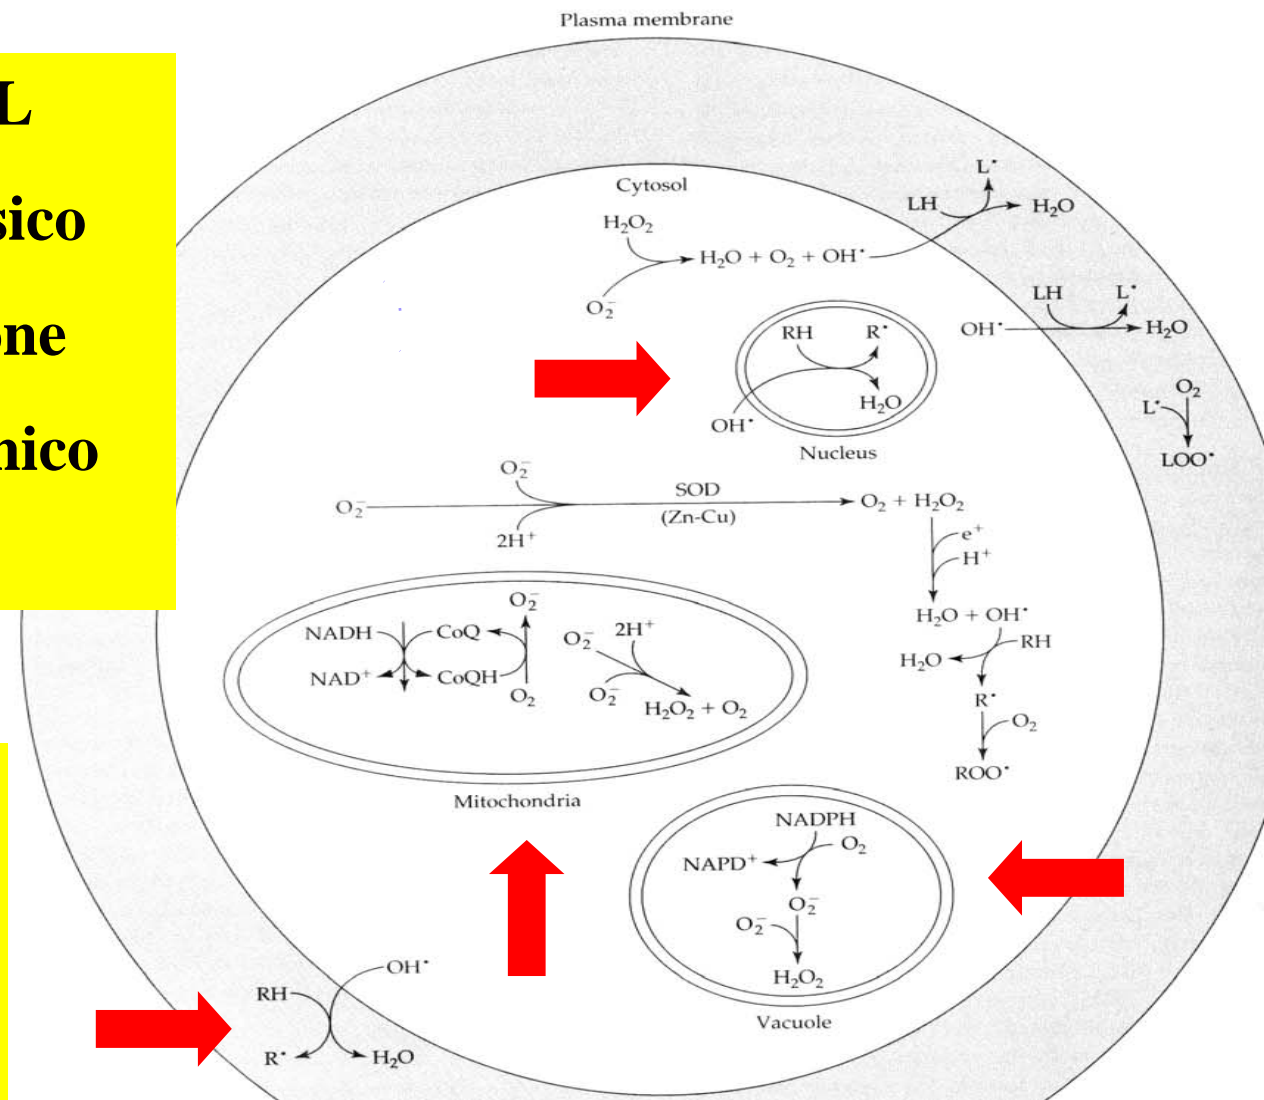 Plasma membrane
L
sico
one
nico
Cytosol
H₂O₂
O₂⁻
H₂O + O₂ + OH•
LH
L•
H₂O
OH•
LH
L•
H₂O
L•
O₂
LOO•
RH
R•
H₂O
OH•
Nucleus
O₂⁻
O₂⁻
2H⁺
SOD
(Zn-Cu)
O₂ + H₂O₂
e⁺
H⁺
H₂O + OH•
RH
H₂O
R•
O₂
ROO•
NADH
NAD⁺
CoQ
CoQH
O₂⁻
O₂
O₂⁻
2H⁺
O₂⁻
H₂O₂ + O₂
Mitochondria
NADPH
O₂
NAPD⁺
O₂⁻
O₂⁻
H₂O₂
Vacuole
OH•
RH
R•
H₂O